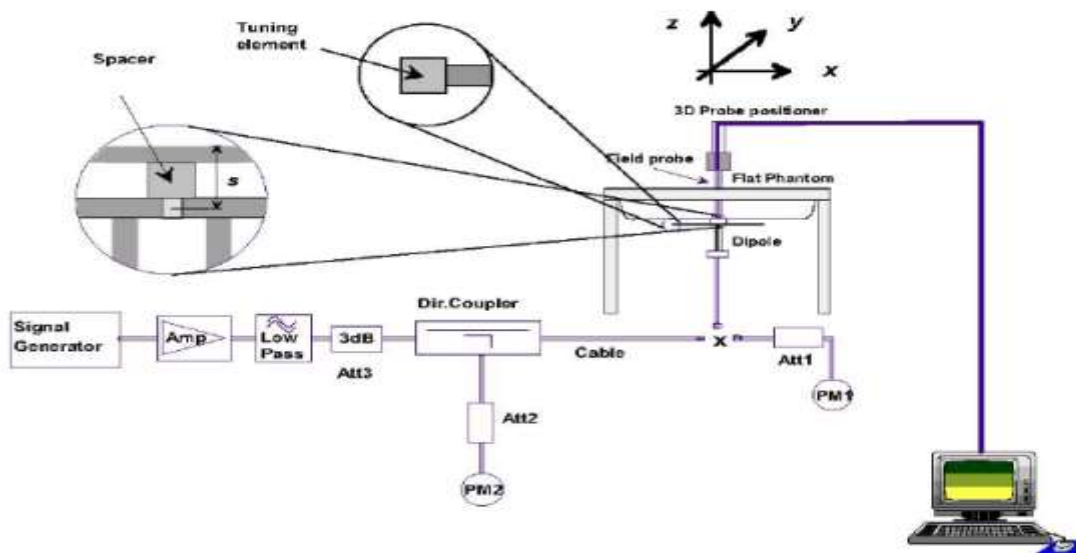 Tuning
element
z
y
x
Spacer
3D Probe positioner
Field probe
Flat Phantom
s
Dipole
Dir.Coupler
Signal
Generator
Amp
Low
Pass
3dB
Att3
Cable
x
Att1
PM1
Att2
PM2